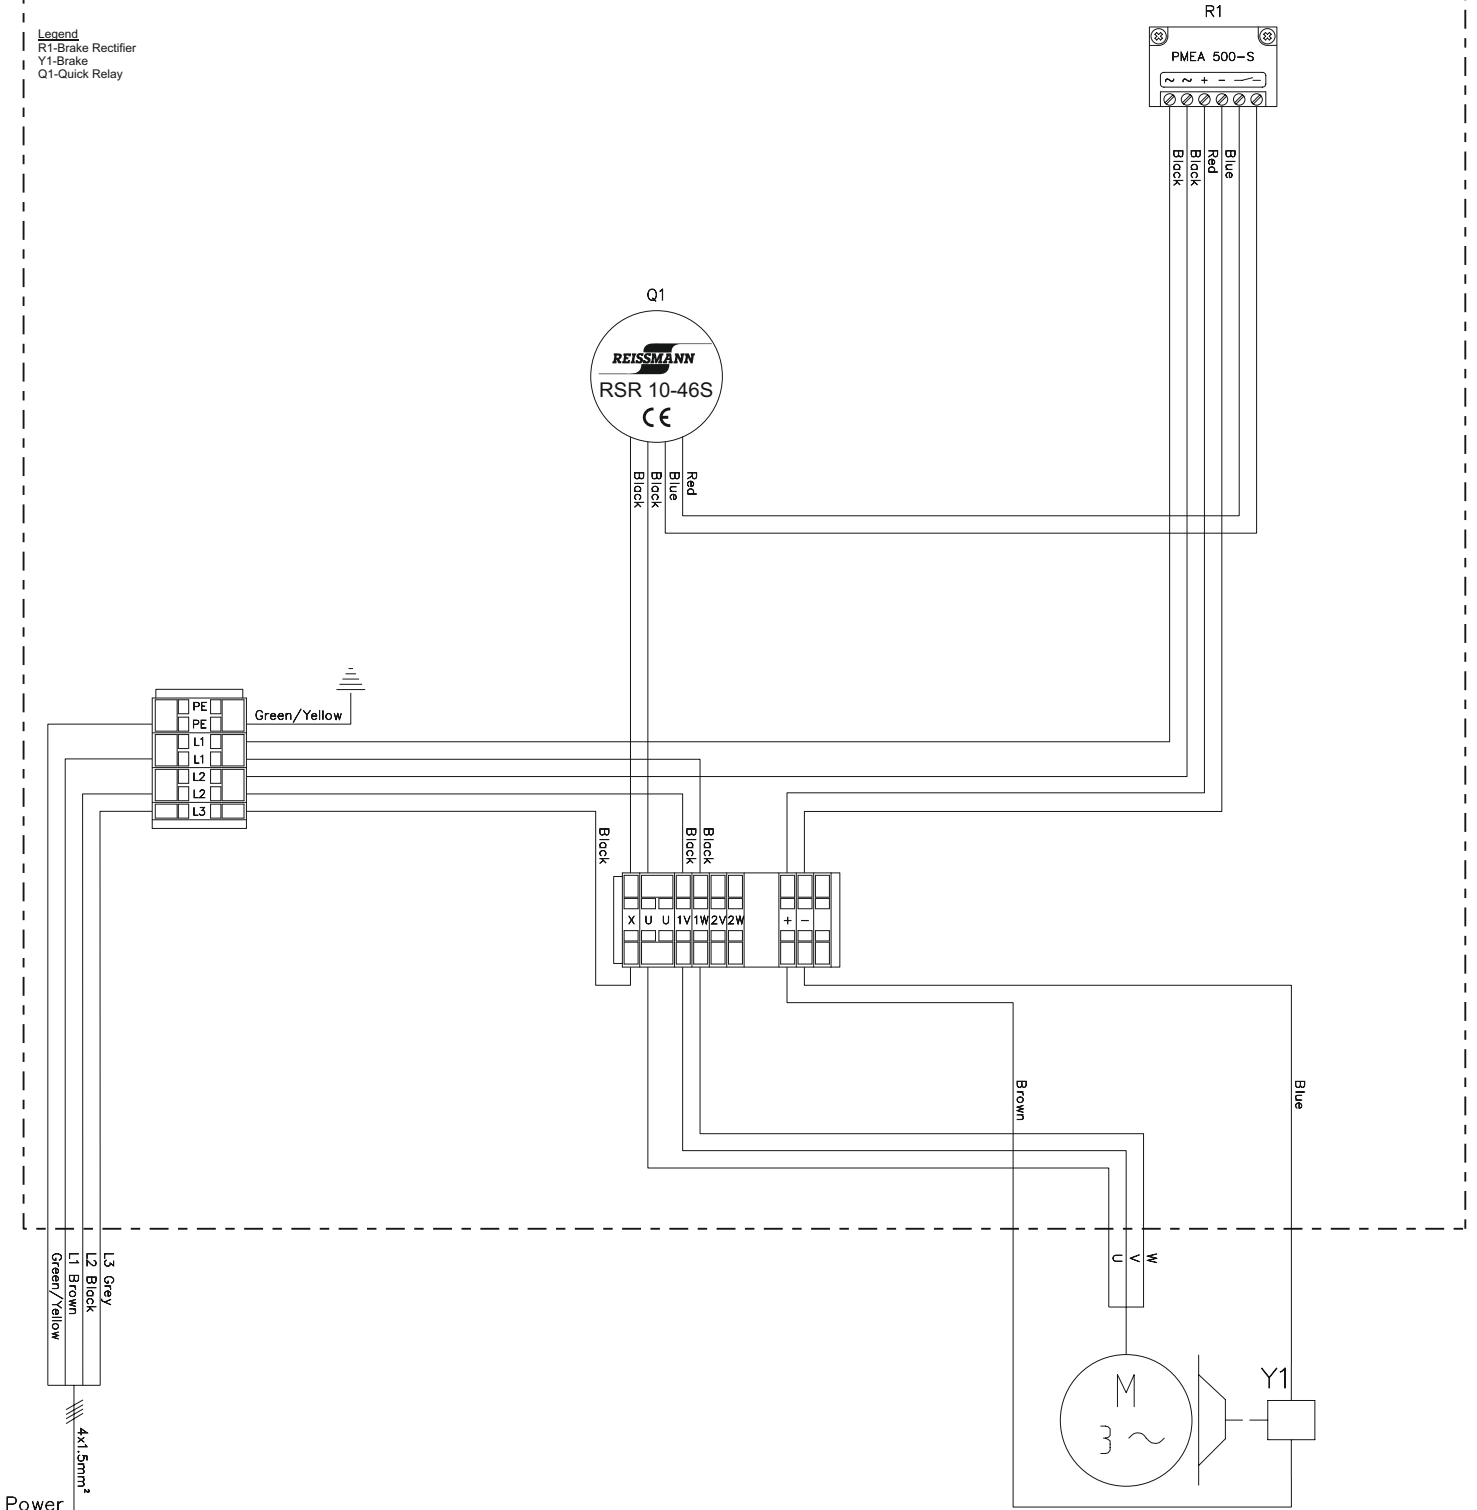 Legend
R1-Brake Rectifier
Y1-Brake
Q1-Quick Relay
R1
PMEA 500-S
~ ~ + -
Black
Black
Red
Blue
Q1
REISSMANN
RSR 10-46S
CE
Black
Black
Blue
Red
PE
PE
L1
L1
L2
L2
L3
Green/Yellow
Black
Black
Black
X U U 1V 1W 2V 2W + -
Brown
Blue
Green/Yellow
L1 Brown
L2 Black
L3 Grey
U
V
W
M
3 ~
Y1
4x1.5mm²
Power